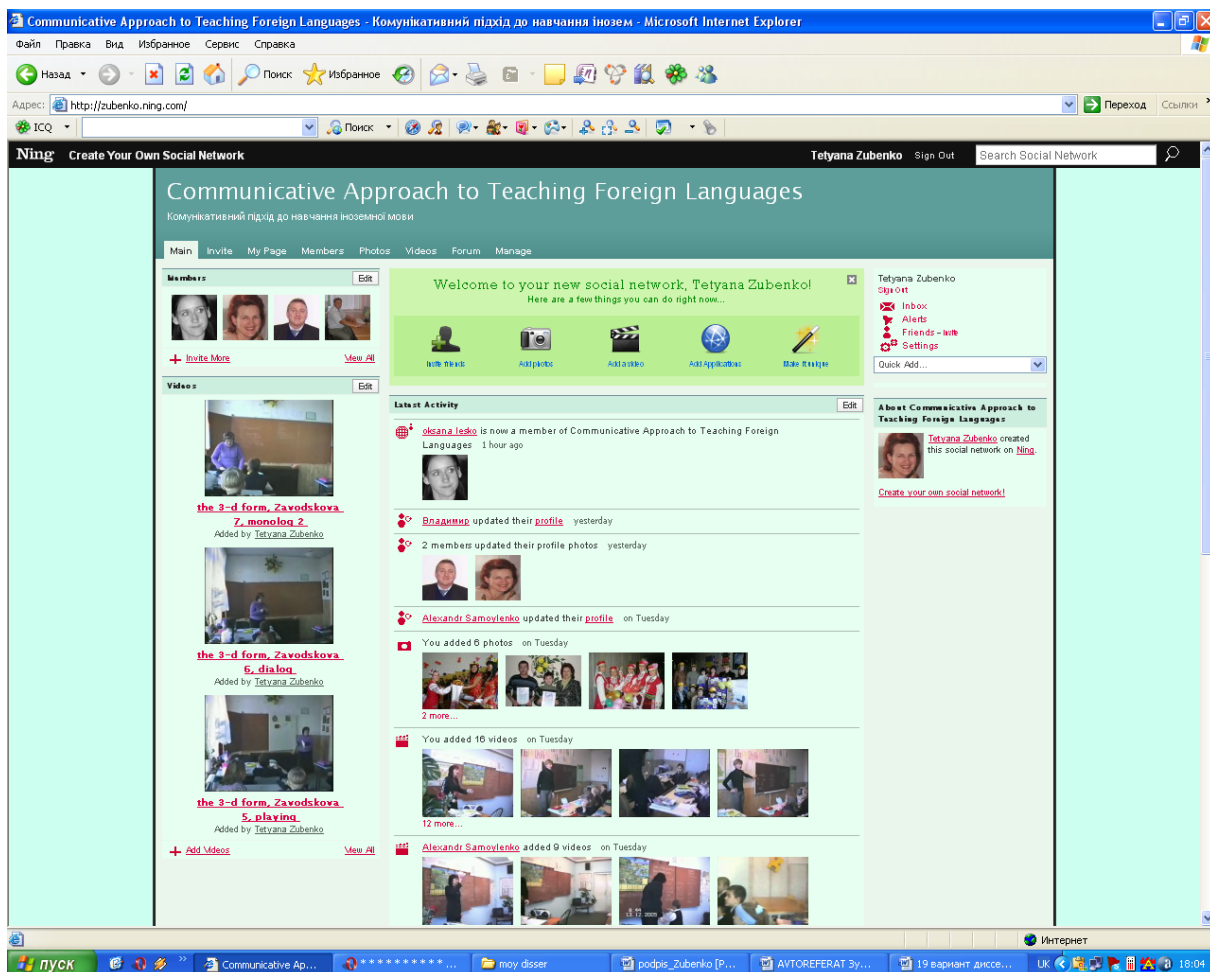 Communicative Approach to Teaching Foreign Languages - Комунікативний підхід до навчання інозем - Microsoft Internet Explorer
Файл Правка Вид Избранное Сервис Справка
Назад Поиск Избранное
Адрес: http://zubenko.ning.com/ Переход Ссылки
ICQ Поиск
Ning Create Your Own Social Network Tetyana Zubenko Sign Out Search Social Network
Communicative Approach to Teaching Foreign Languages
Комунікативний підхід до навчання іноземної мови
Main Invite My Page Members Photos Videos Forum Manage
Members Edit
Invite More View All
Videos Edit
the 3-d form, Zavodskova
7, monolog 2
Added by Tetyana Zubenko
the 3-d form, Zavodskova
6, dialog
Added by Tetyana Zubenko
the 3-d form, Zavodskova
5, playing
Added by Tetyana Zubenko
Add Videos View All
Welcome to your new social network, Tetyana Zubenko!
Here are a few things you can do right now...
Invite friends Add photos Add a video Add Applications Make it unique
Latest Activity Edit
oksana lesko is now a member of Communicative Approach to Teaching Foreign
Languages 1 hour ago
Владимир updated their profile yesterday
2 members updated their profile photos yesterday
Alexandr Samoylenko updated their profile on Tuesday
You added 6 photos on Tuesday
2 more...
You added 16 videos on Tuesday
12 more...
Alexandr Samoylenko added 9 videos on Tuesday
Tetyana Zubenko
Sign Out
Inbox
Alerts
Friends - Invite
Settings
Quick Add...
About Communicative Approach to
Teaching Foreign Languages
Tetyana Zubenko created
this social network on Ning.
Create your own social network!
Интернет
пуск Communicative Ap... * * * * * * * * * * ... moy disser podpis_Zubenko [P... AVTOREFERAT Зу... 19 вариант диссе... UK 18:04